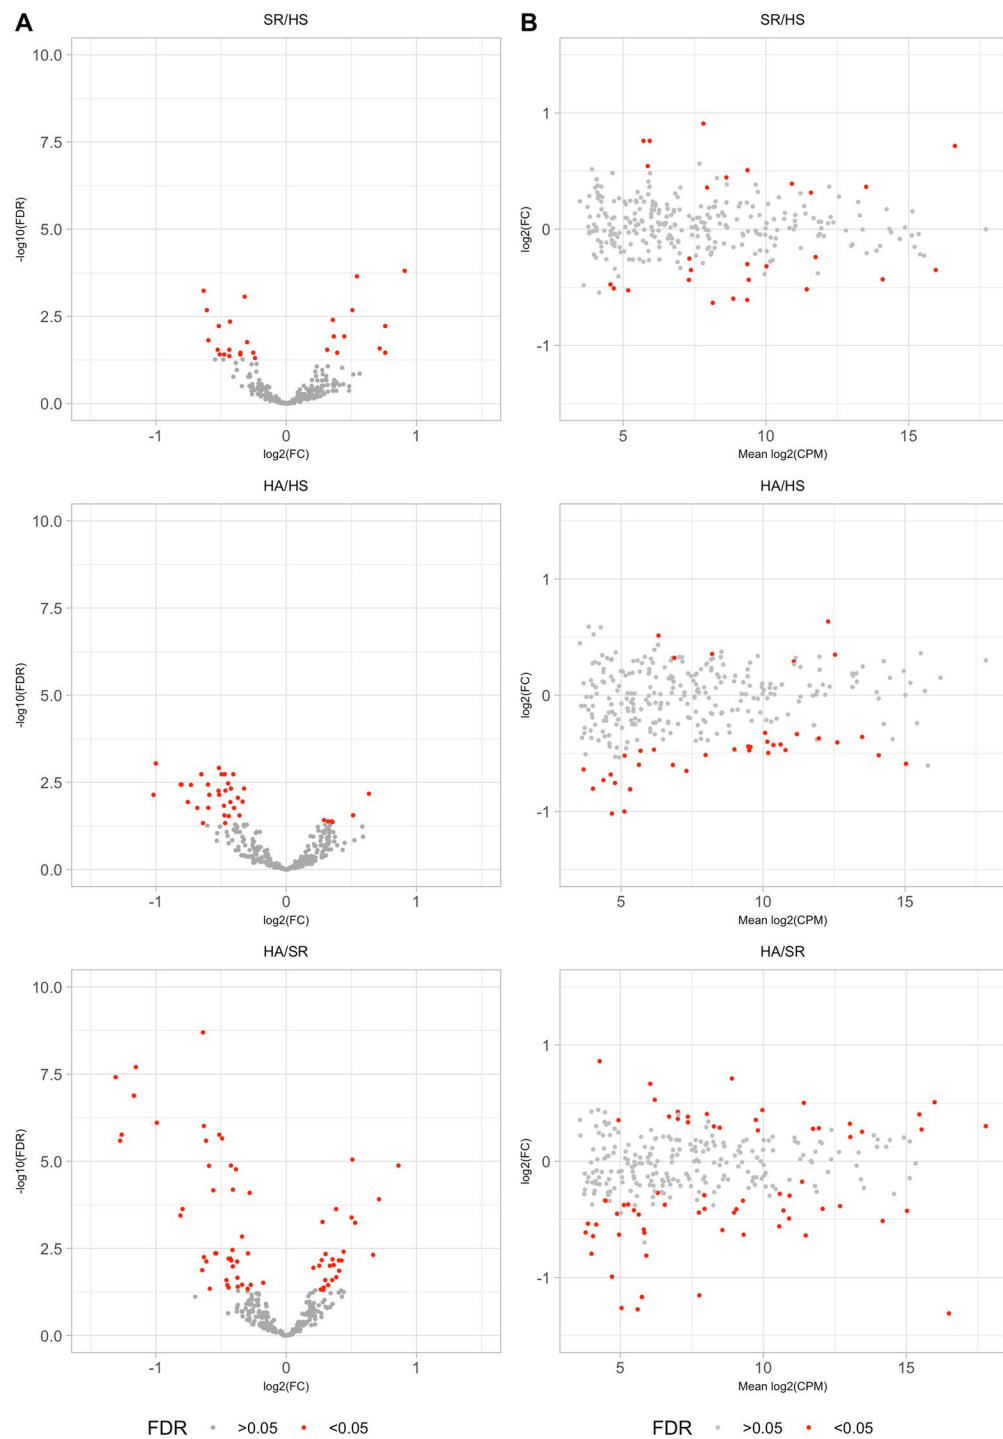 A
SR/HS
10.0
7.5
5.0
2.5
0.0
-log10(FDR)
-1 0 1
log2(FC)
B
SR/HS
1
0
-1
log2(FC)
5 10 15
Mean log2(CPM)
HA/HS
10.0
7.5
5.0
2.5
0.0
-log10(FDR)
-1 0 1
log2(FC)
HA/HS
1
0
-1
log2(FC)
5 10 15
Mean log2(CPM)
HA/SR
10.0
7.5
5.0
2.5
0.0
-log10(FDR)
-1 0 1
log2(FC)
HA/SR
1
0
-1
log2(FC)
5 10 15
Mean log2(CPM)
FDR >0.05 <0.05
FDR >0.05 <0.05